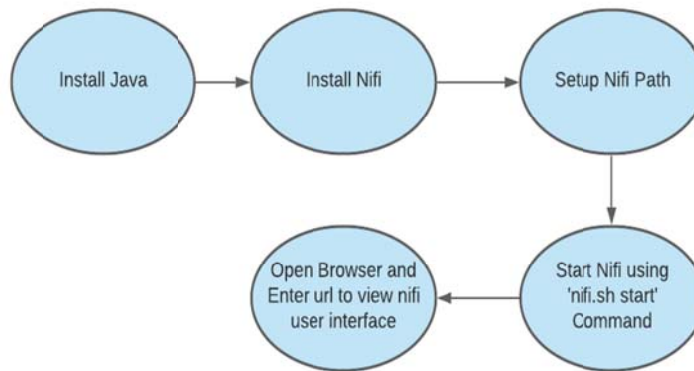 Install Java
Install Nifi
Setup Nifi Path
Start Nifi using
'nifi.sh start'
Command
Open Browser and
Enter url to view nifi
user interface